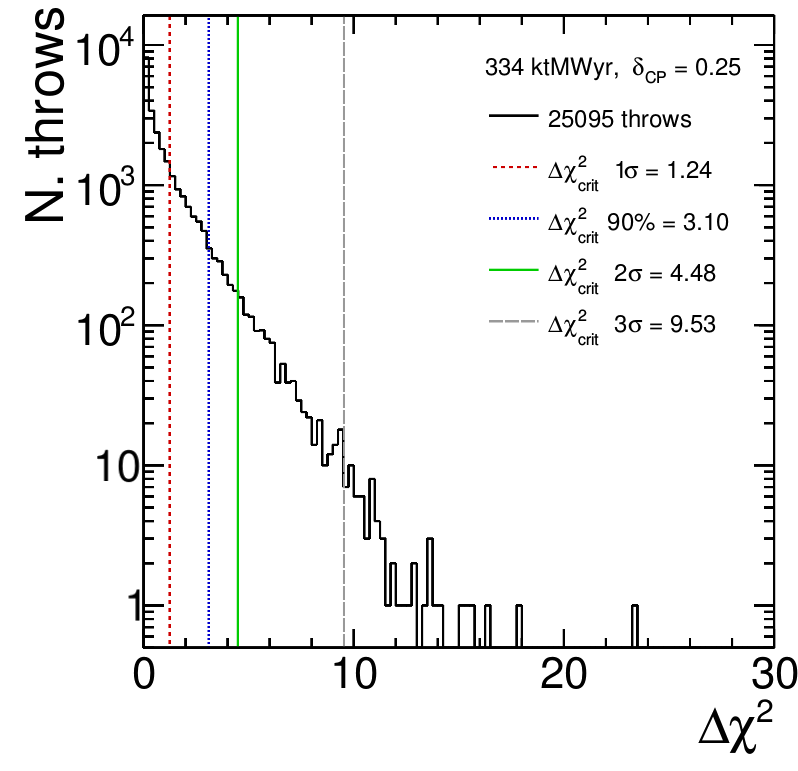 N. throws
10⁴
10³
10²
10
1
334 ktMWyr, δCP = 0.25
25095 throws
Δχ²crit 1σ = 1.24
Δχ²crit 90% = 3.10
Δχ²crit 2σ = 4.48
Δχ²crit 3σ = 9.53
0 10 20 30
Δχ²